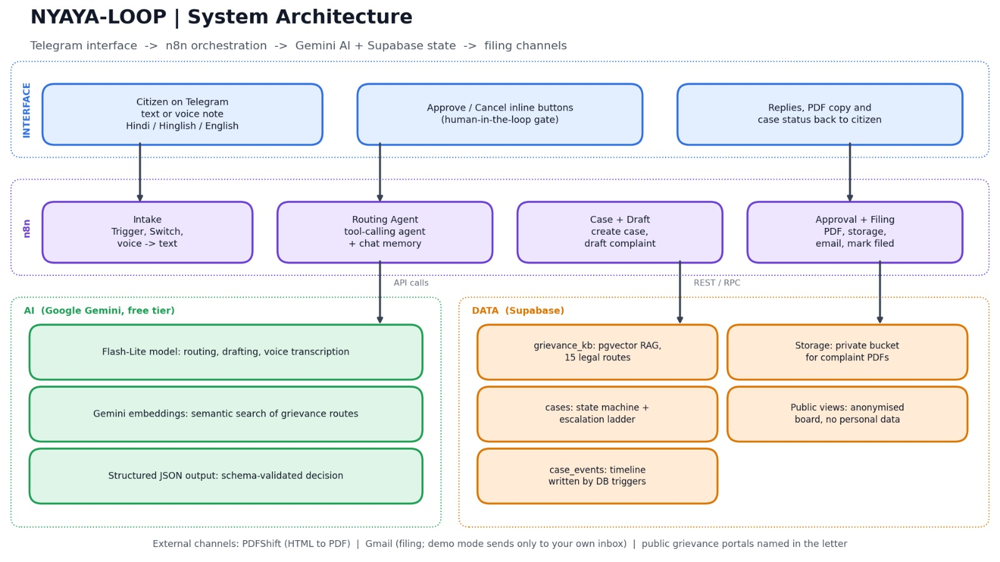 NYAYA-LOOP | System Architecture
Telegram interface -> n8n orchestration -> Gemini AI + Supabase state -> filing channels
INTERFACE
Citizen on Telegram
text or voice note
Hindi / Hinglish / English
Approve / Cancel inline buttons
(human-in-the-loop gate)
Replies, PDF copy and
case status back to citizen
n8n
Intake
Trigger, Switch,
voice -> text
Routing Agent
tool-calling agent
+ chat memory
Case + Draft
create case,
draft complaint
Approval + Filing
PDF, storage,
email, mark filed
API calls
REST / RPC
AI (Google Gemini, free tier)
Flash-Lite model: routing, drafting, voice transcription
Gemini embeddings: semantic search of grievance routes
Structured JSON output: schema-validated decision
DATA (Supabase)
grievance_kb: pgvector RAG,
15 legal routes
Storage: private bucket
for complaint PDFs
cases: state machine +
escalation ladder
Public views: anonymised
board, no personal data
case_events: timeline
written by DB triggers
External channels: PDFShift (HTML to PDF) | Gmail (filing; demo mode sends only to your own inbox) | public grievance portals named in the letter